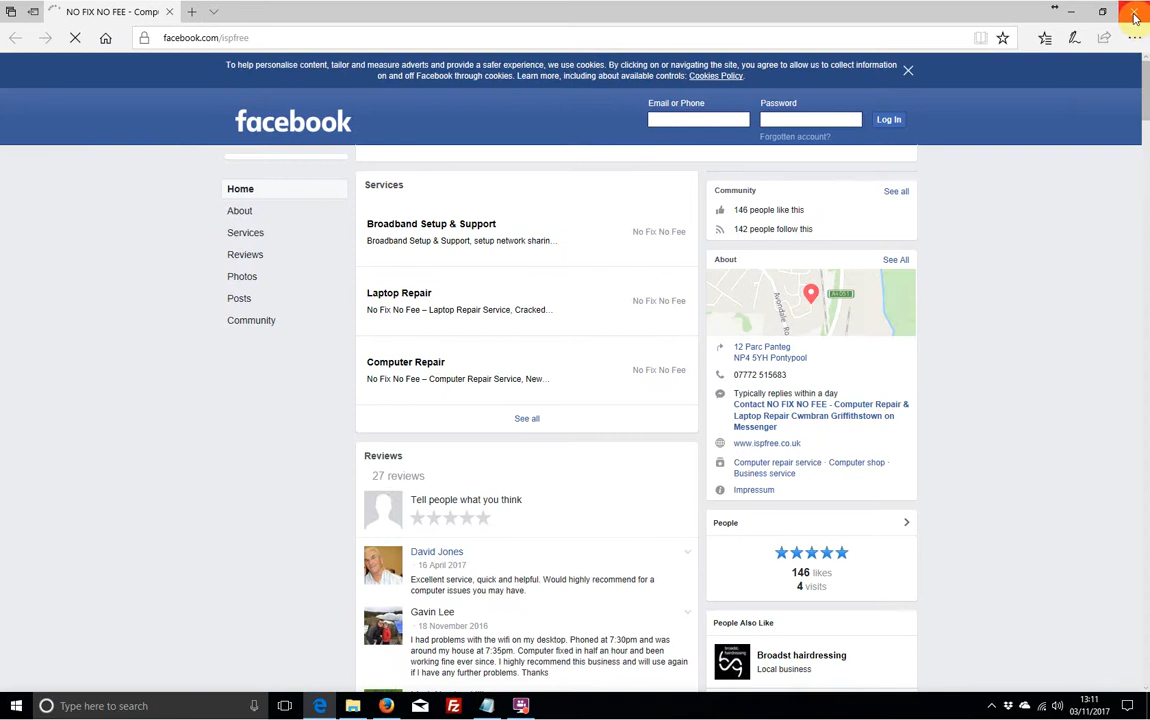 NO FIX NO FEE - Compu
facebook.com/ispfree
To help personalise content, tailor and measure adverts and provide a safer experience, we use cookies. By clicking on or navigating the site, you agree to allow us to collect information
on and off Facebook through cookies. Learn more, including about available controls: Cookies Policy.
facebook
Email or Phone
Password
Log In
Forgotten account?
Home
About
Services
Reviews
Photos
Posts
Community
Services
Broadband Setup & Support
Broadband Setup & Support, setup network sharin...
No Fix No Fee
Laptop Repair
No Fix No Fee – Laptop Repair Service, Cracked...
No Fix No Fee
Computer Repair
No Fix No Fee – Computer Repair Service, New...
No Fix No Fee
See all
Reviews
27 reviews
Tell people what you think
David Jones
· 16 April 2017
Excellent service, quick and helpful. Would highly recommend for a
computer issues you may have.
Gavin Lee
· 18 November 2016
I had problems with the wifi on my desktop. Phoned at 7:30pm and was
around my house at 7:35pm. Computer fixed in half an hour and been
working fine ever since. I highly recommend this business and will use again
if I have any further problems. Thanks
Community
See all
146 people like this
142 people follow this
About
See All
Avondale Ro
A4051
12 Parc Panteg
NP4 5YH Pontypool
07772 515683
Typically replies within a day
Contact NO FIX NO FEE - Computer Repair &
Laptop Repair Cwmbran Griffithstown on
Messenger
www.ispfree.co.uk
Computer repair service · Computer shop ·
Business service
Impressum
People
146 likes
4 visits
People Also Like
Broadst hairdressing
Local business
Type here to search
13:11
03/11/2017